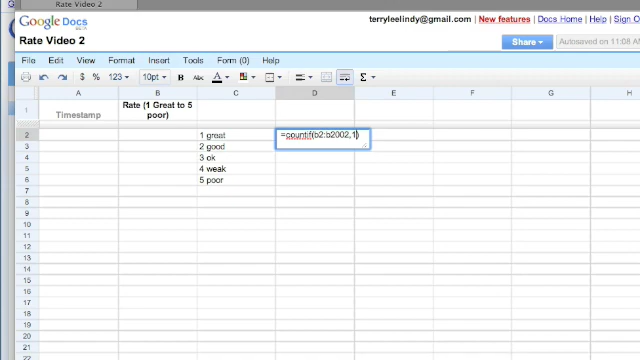 Rate Video 2
Google Docs
terryleelindy@gmail.com New features | Docs Home | Help | Sign O
Rate Video 2
Share
Autosaved on 11:08 A
File Edit View Format Insert Tools Form (0) Help
$ % 123 10pt B Abc A T Σ
A B C D E F G H
1 Timestamp Rate (1 Great to 5 poor)
2 1 great =countif(b2:b2002,1)
3 2 good
4 3 ok
5 4 weak
6 5 poor
7
8
9
10
11
12
13
14
15
16
17
18
19
20
21
22